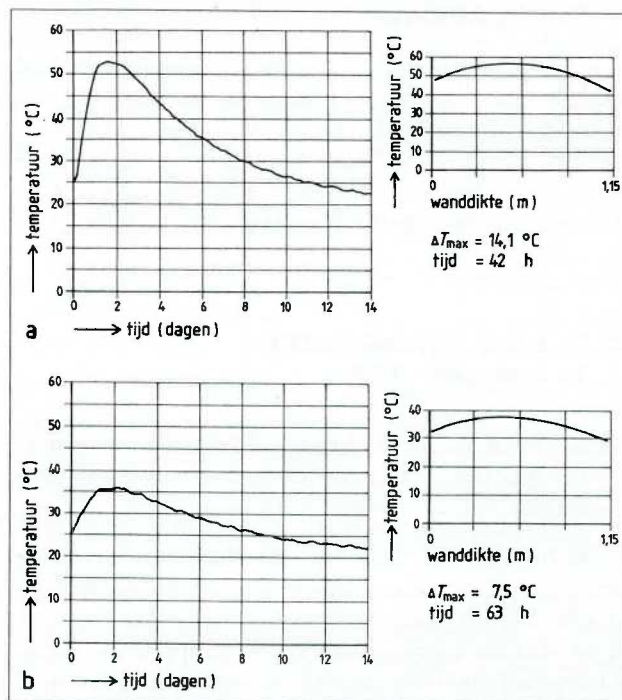 temperatuur (°C)
60
50
40
30
20
10
0
0 2 4 6 8 10 12 14
tijd (dagen)
a
temperatuur (°C)
60
50
40
30
20
10
0
0 1,15
wanddikte (m)
ΔTmax = 14,1 °C
tijd = 42 h
temperatuur (°C)
60
50
40
30
20
10
0
0 2 4 6 8 10 12 14
tijd (dagen)
b
temperatuur (°C)
40
30
20
10
0
0 1,15
wanddikte (m)
ΔTmax = 7,5 °C
tijd = 63 h